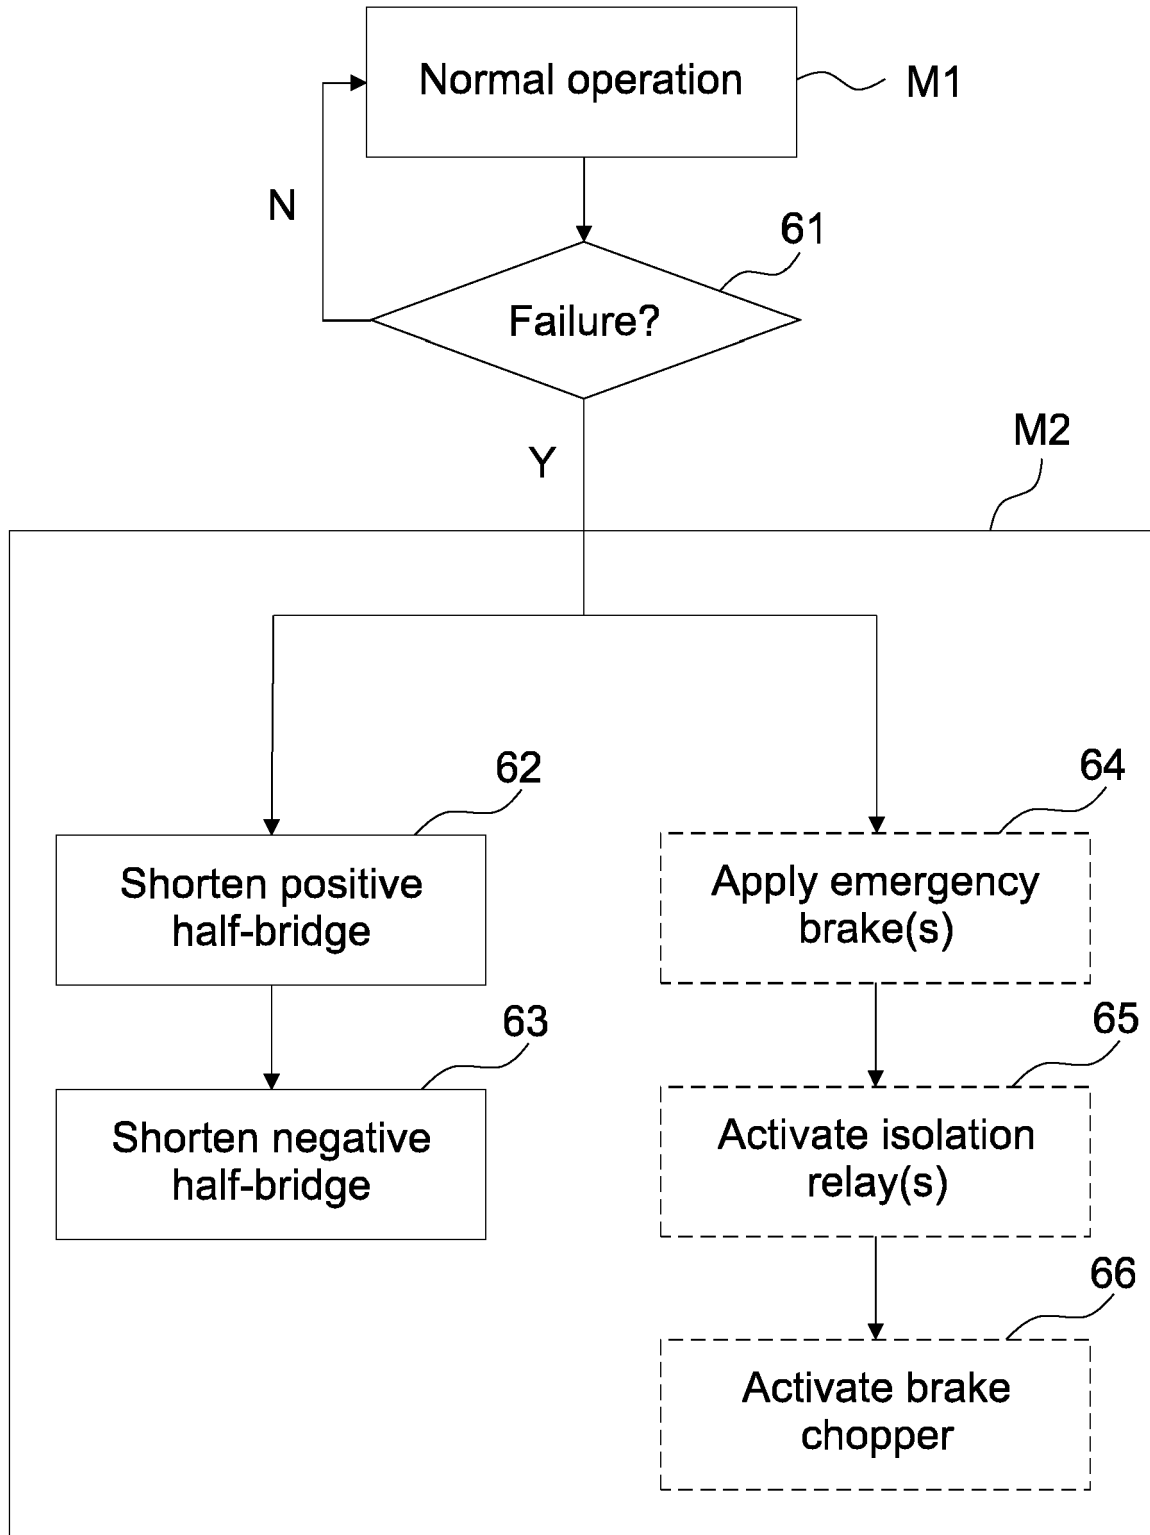 Normal operation
M1
N
61
Failure?
M2
Y
62
64
Shorten positive
half-bridge
Apply emergency
brake(s)
63
65
Shorten negative
half-bridge
Activate isolation
relay(s)
66
Activate brake
chopper